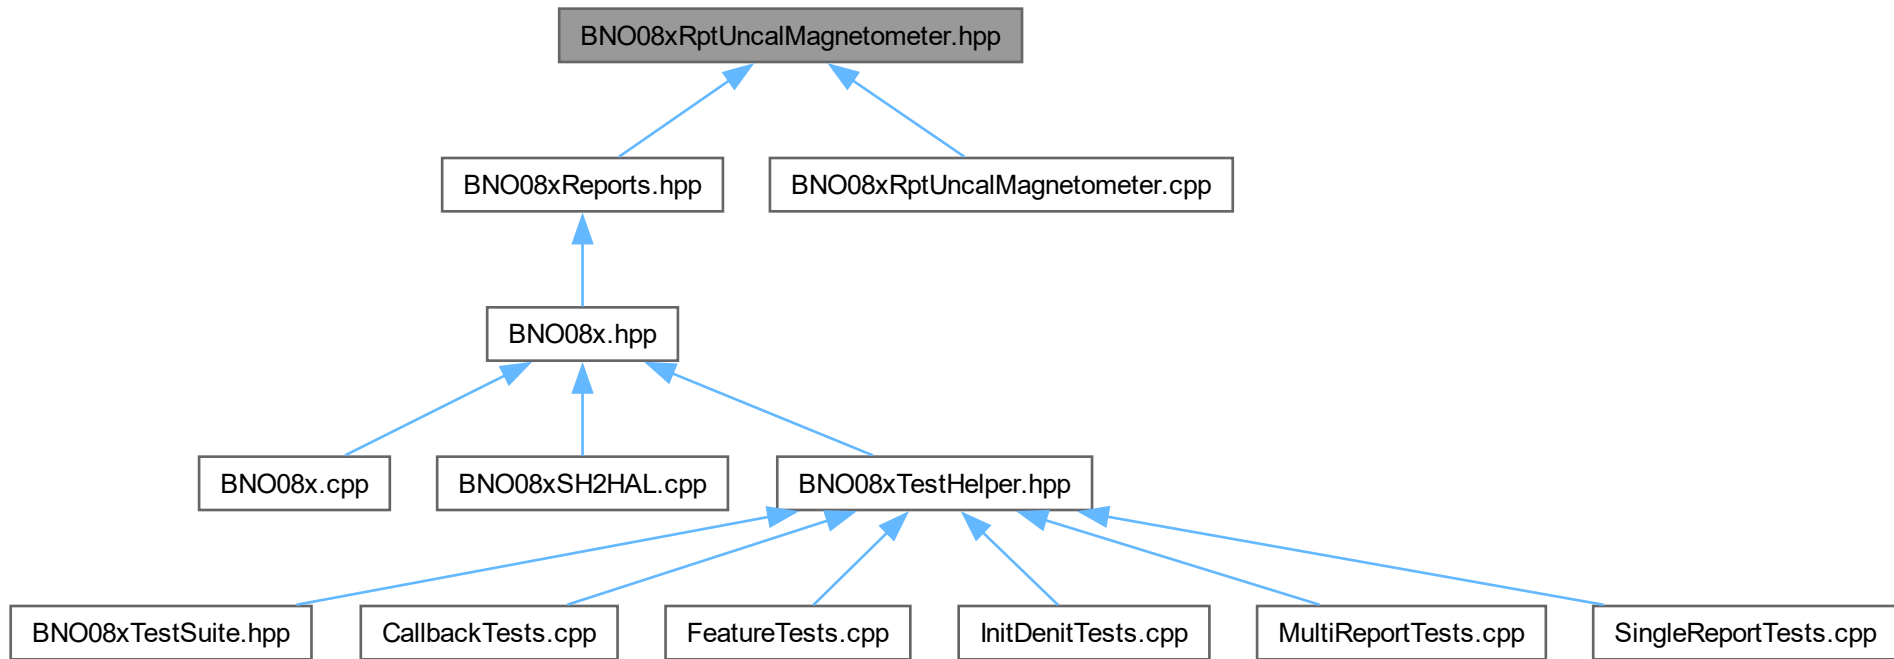 BNO08xRptUncalMagnetometer.hpp
BNO08xReports.hpp
BNO08xRptUncalMagnetometer.cpp
BNO08x.hpp
BNO08x.cpp
BNO08xSH2HAL.cpp
BNO08xTestHelper.hpp
BNO08xTestSuite.hpp
CallbackTests.cpp
FeatureTests.cpp
InitDenitTests.cpp
MultiReportTests.cpp
SingleReportTests.cpp